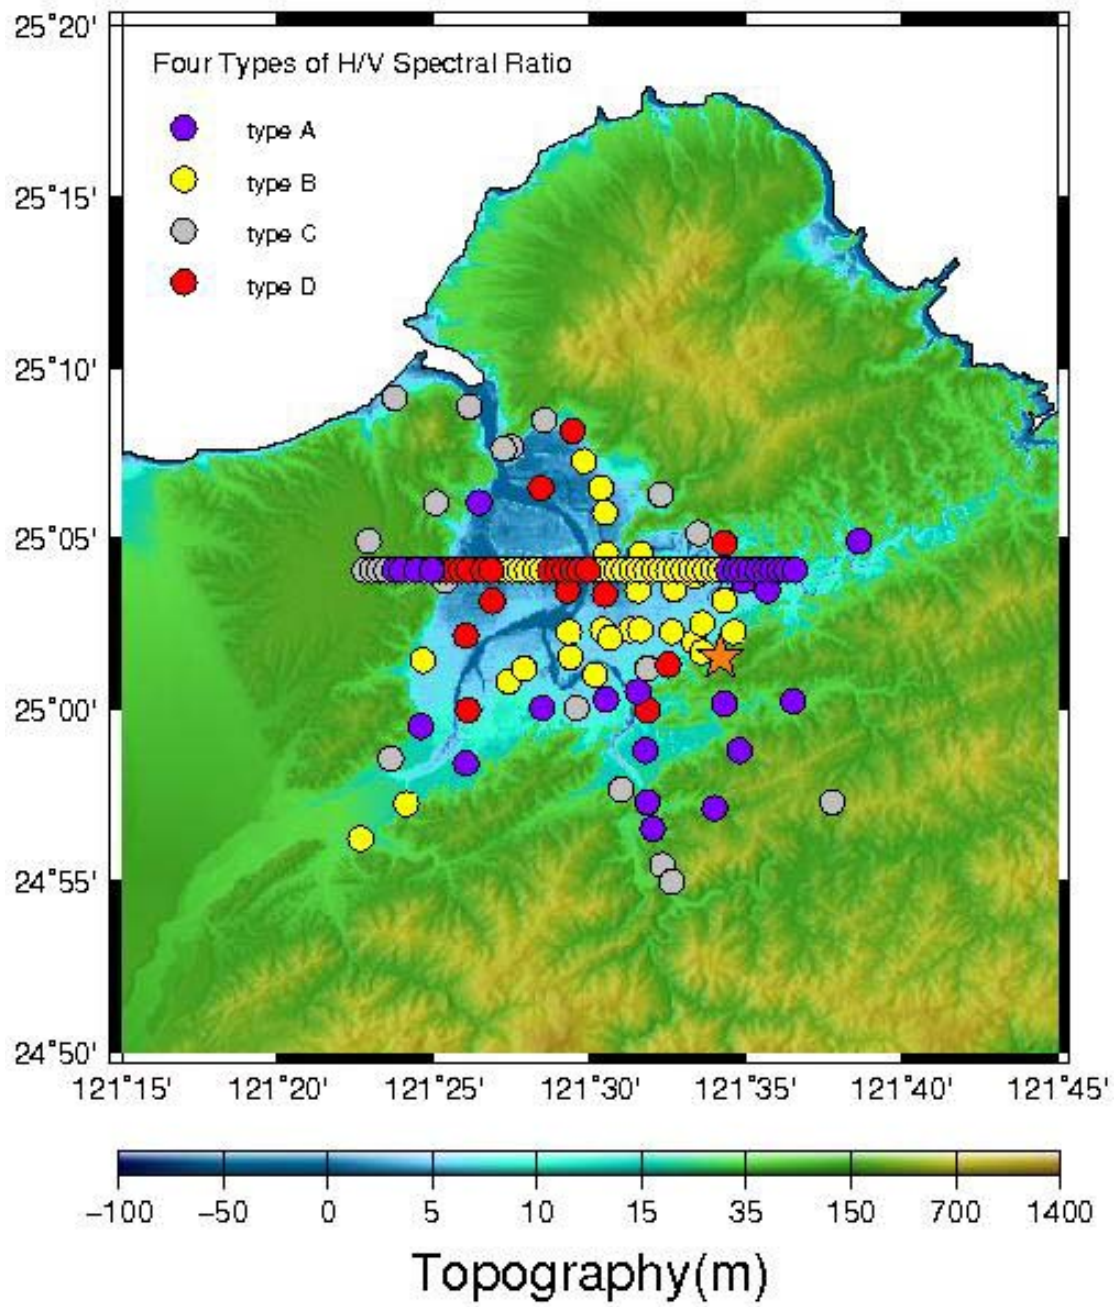 25°20'
Four Types of H/V Spectral Ratio
type A
type B
25°15'
type C
type D
25°10'
25°05'
25°00'
24°55'
24°50'
121°15' 121°20' 121°25' 121°30' 121°35' 121°40' 121°45'
−100 −50 0 5 10 15 35 150 700 1400
Topography(m)